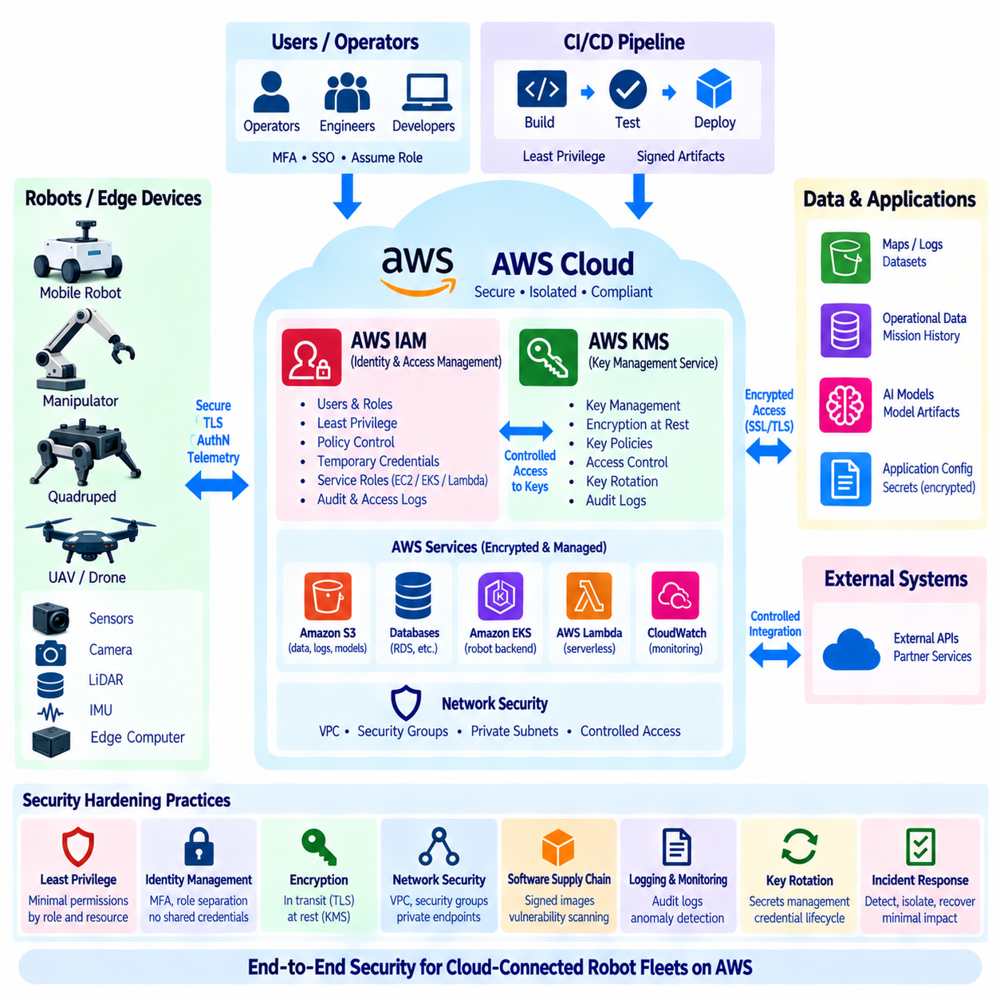 Users / Operators
Operators
Engineers
Developers
MFA • SSO • Assume Role
CI/CD Pipeline
</>
Build
Test
Deploy
Least Privilege
Signed Artifacts
Robots / Edge Devices
Mobile Robot
Manipulator
Quadruped
UAV / Drone
Sensors
Camera
LiDAR
IMU
Edge Computer
Secure
TLS
AuthN
Telemetry
aws
AWS Cloud
Secure • Isolated • Compliant
AWS IAM
(Identity & Access Management)
• Users & Roles
• Least Privilege
• Policy Control
• Temporary Credentials
• Service Roles (EC2 / EKS / Lambda)
• Audit & Access Logs
Controlled
Access
to Keys
AWS KMS
(Key Management Service)
• Key Management
• Encryption at Rest
• Key Policies
• Access Control
• Key Rotation
• Audit Logs
AWS Services (Encrypted & Managed)
Amazon S3
(data, logs, models)
Databases
(RDS, etc.)
K
Amazon EKS
(robot backend)
AWS Lambda
(serverless)
CloudWatch
(monitoring)
Network Security
VPC • Security Groups • Private Subnets • Controlled Access
Encrypted
Access
(SSL/TLS)
Data & Applications
Maps / Logs
Datasets
Operational Data
Mission History
AI Models
Model Artifacts
Application Config
Secrets (encrypted)
Controlled
Integration
External Systems
External APIs
Partner Services
Security Hardening Practices
Least Privilege
Minimal permissions
by role and resource
Identity Management
MFA, role separation
no shared credentials
Encryption
In transit (TLS)
at rest (KMS)
Network Security
VPC, security groups
private endpoints
Software Supply Chain
Signed images
vulnerability scanning
Logging & Monitoring
Audit logs
anomaly detection
Key Rotation
Secrets management
credential lifecycle
Incident Response
Detect, isolate, recover
minimal impact
End-to-End Security for Cloud-Connected Robot Fleets on AWS